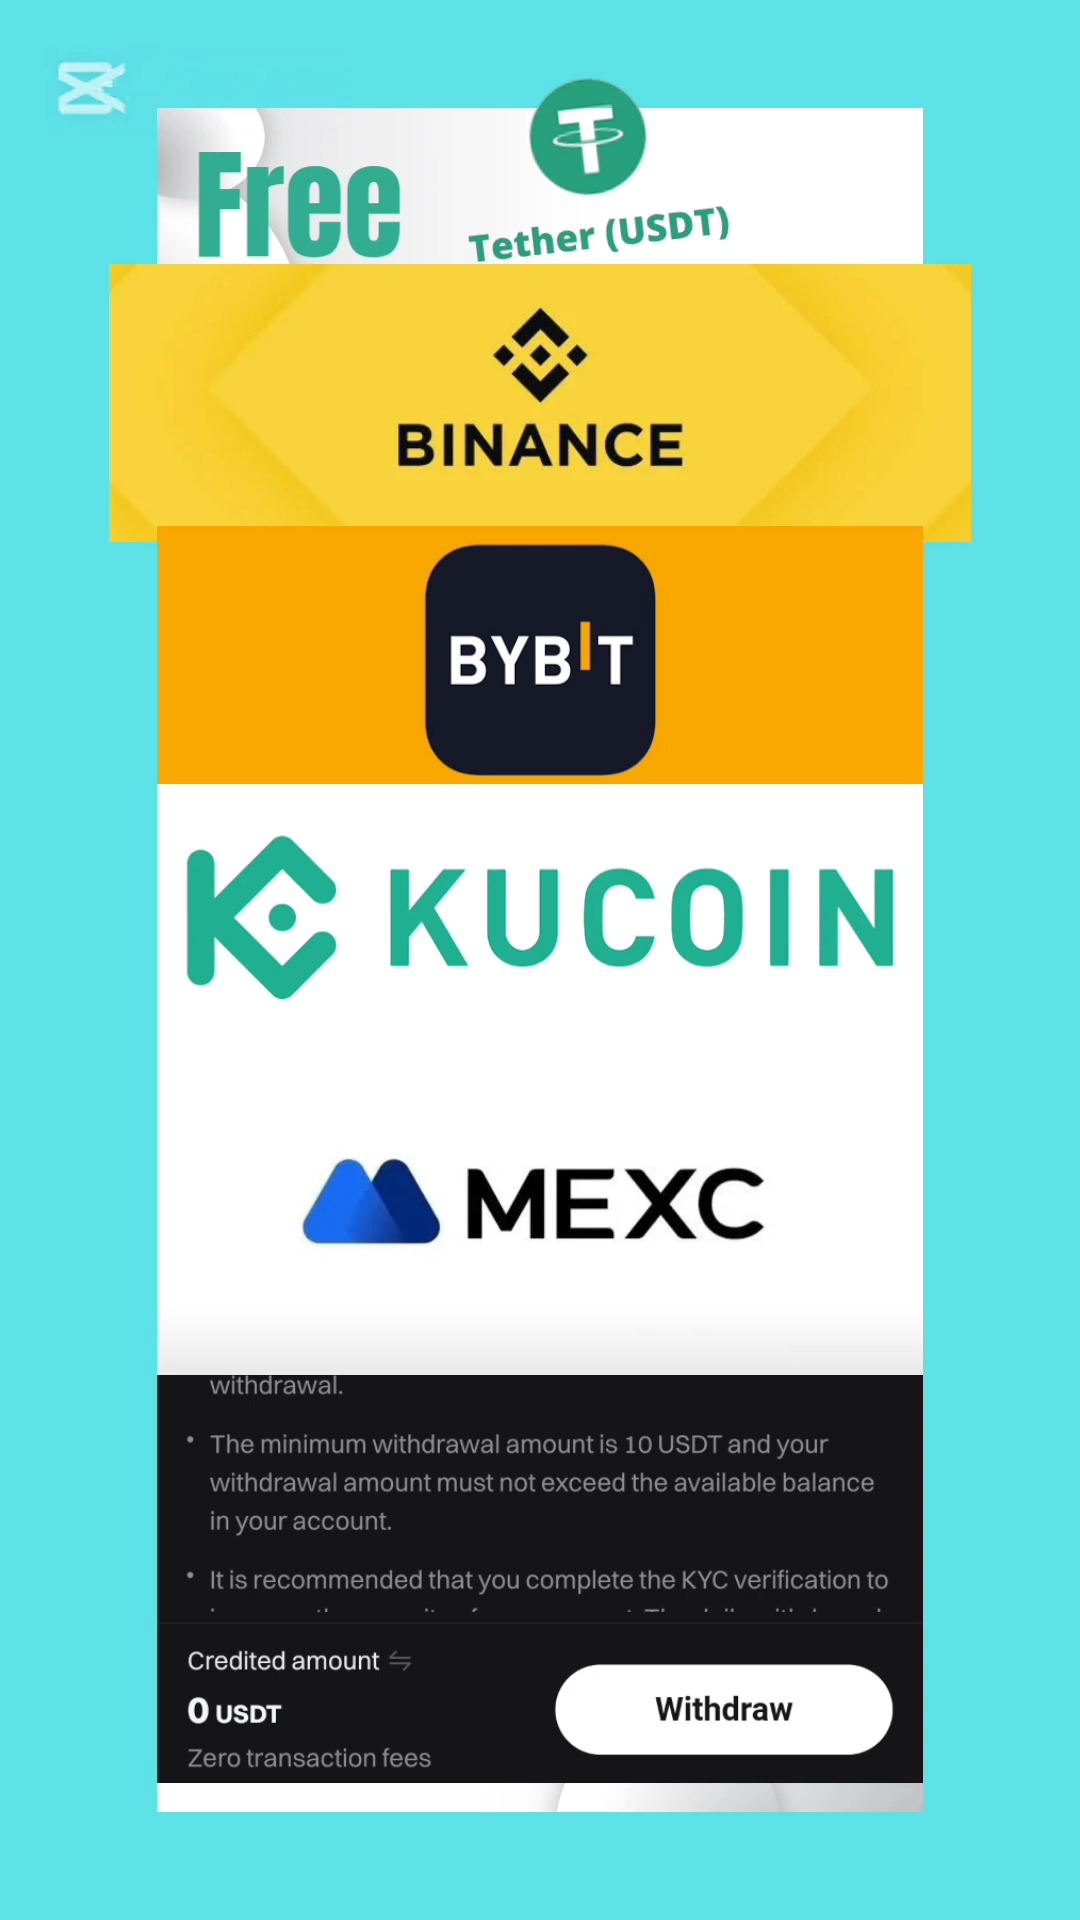 Free
Tether (USDT)
BINANCE
BYBIT
KUCOIN
MEXC
withdrawal.
• The minimum withdrawal amount is 10 USDT and your
withdrawal amount must not exceed the available balance
in your account.
• It is recommended that you complete the KYC verification to
Credited amount
0 USDT
Withdraw
Zero transaction fees